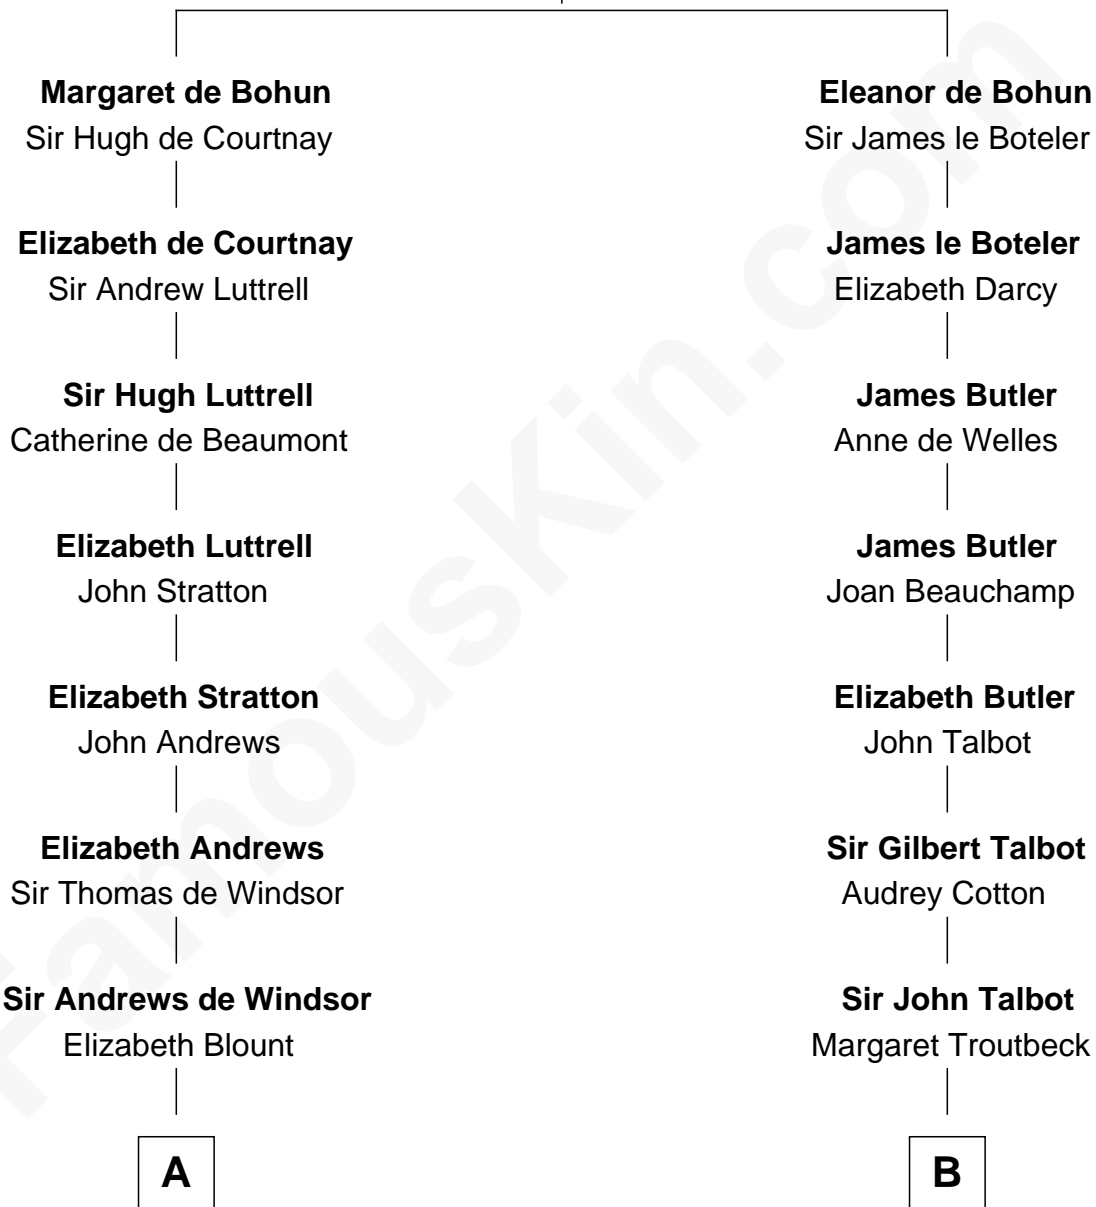 Margaret de Bohun
Sir Hugh de Courtnay
Elizabeth de Courtnay
Sir Andrew Luttrell
Sir Hugh Luttrell
Catherine de Beaumont
Elizabeth Luttrell
John Stratton
Elizabeth Stratton
John Andrews
Elizabeth Andrews
Sir Thomas de Windsor
Sir Andrews de Windsor
Elizabeth Blount
A
Eleanor de Bohun
Sir James le Boteler
James le Boteler
Elizabeth Darcy
James Butler
Anne de Welles
James Butler
Joan Beauchamp
Elizabeth Butler
John Talbot
Sir Gilbert Talbot
Audrey Cotton
Sir John Talbot
Margaret Troutbeck
B
FamousKin.com